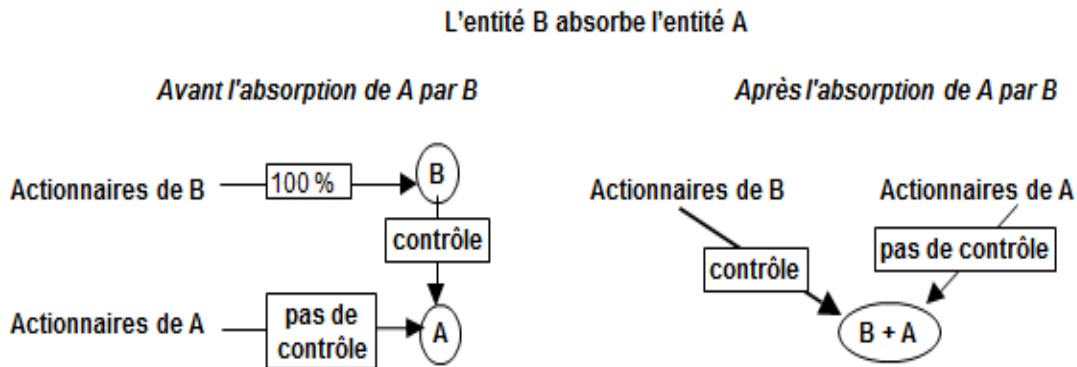 L'entité B absorbe l'entité A
Avant l'absorption de A par B
Après l'absorption de A par B
Actionnaires de B
100 %
B
contrôle
Actionnaires de A
pas de
contrôle
A
Actionnaires de B
Actionnaires de A
pas de contrôle
contrôle
B + A